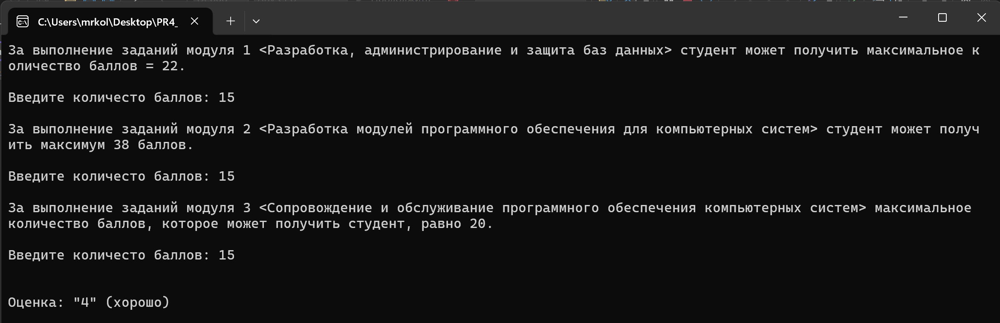 C:\Users\mrkol\Desktop\PR4_
За выполнение заданий модуля 1 <Разработка, администрирование и защита баз данных> студент может получить максимальное к
оличество баллов = 22.
Введите количесто баллов: 15
За выполнение заданий модуля 2 <Разработка модулей программного обеспечения для компьютерных систем> студент может получ
ить максимум 38 баллов.
Введите количесто баллов: 15
За выполнение заданий модуля 3 <Сопровождение и обслуживание программного обеспечения компьютерных систем> максимальное
количество баллов, которое может получить студент, равно 20.
Введите количесто баллов: 15
Оценка: "4" (хорошо)